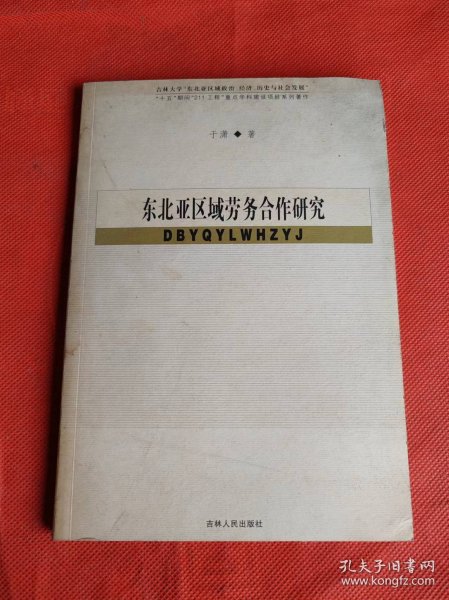 吉林大学“东北亚区域政治、经济、历史与社会发展”
“十五”期间“211工程”重点学科建设项目系列著作
于潇◆著
东北亚区域劳务合作研究
DBYQYLWHZYJ
吉林人民出版社
孔夫子旧书网
www.kongfz.com